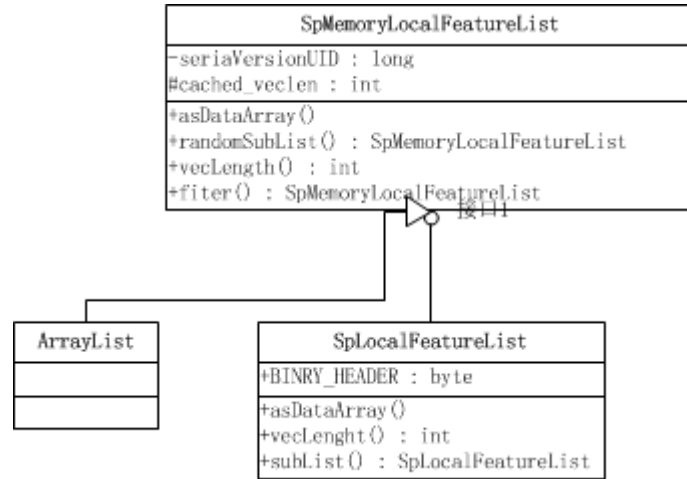 SpMemoryLocalFeatureList
-seriaVersionUID : long
#cached_veclen : int
+asDataArray()
+randomSubList() : SpMemoryLocalFeatureList
+vecLength() : int
+fiter() : SpMemoryLocalFeatureList
接口1
ArrayList
SpLocalFeatureList
+BINRY_HEADER : byte
+asDataArray()
+vecLenght() : int
+subList() : SpLocalFeatureList